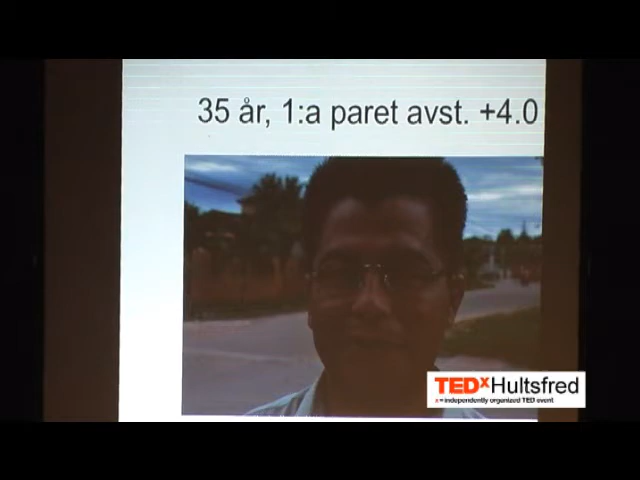 35 år, 1:a paret avst. +4.0
TEDxHultsfred
x = independently organized TED event